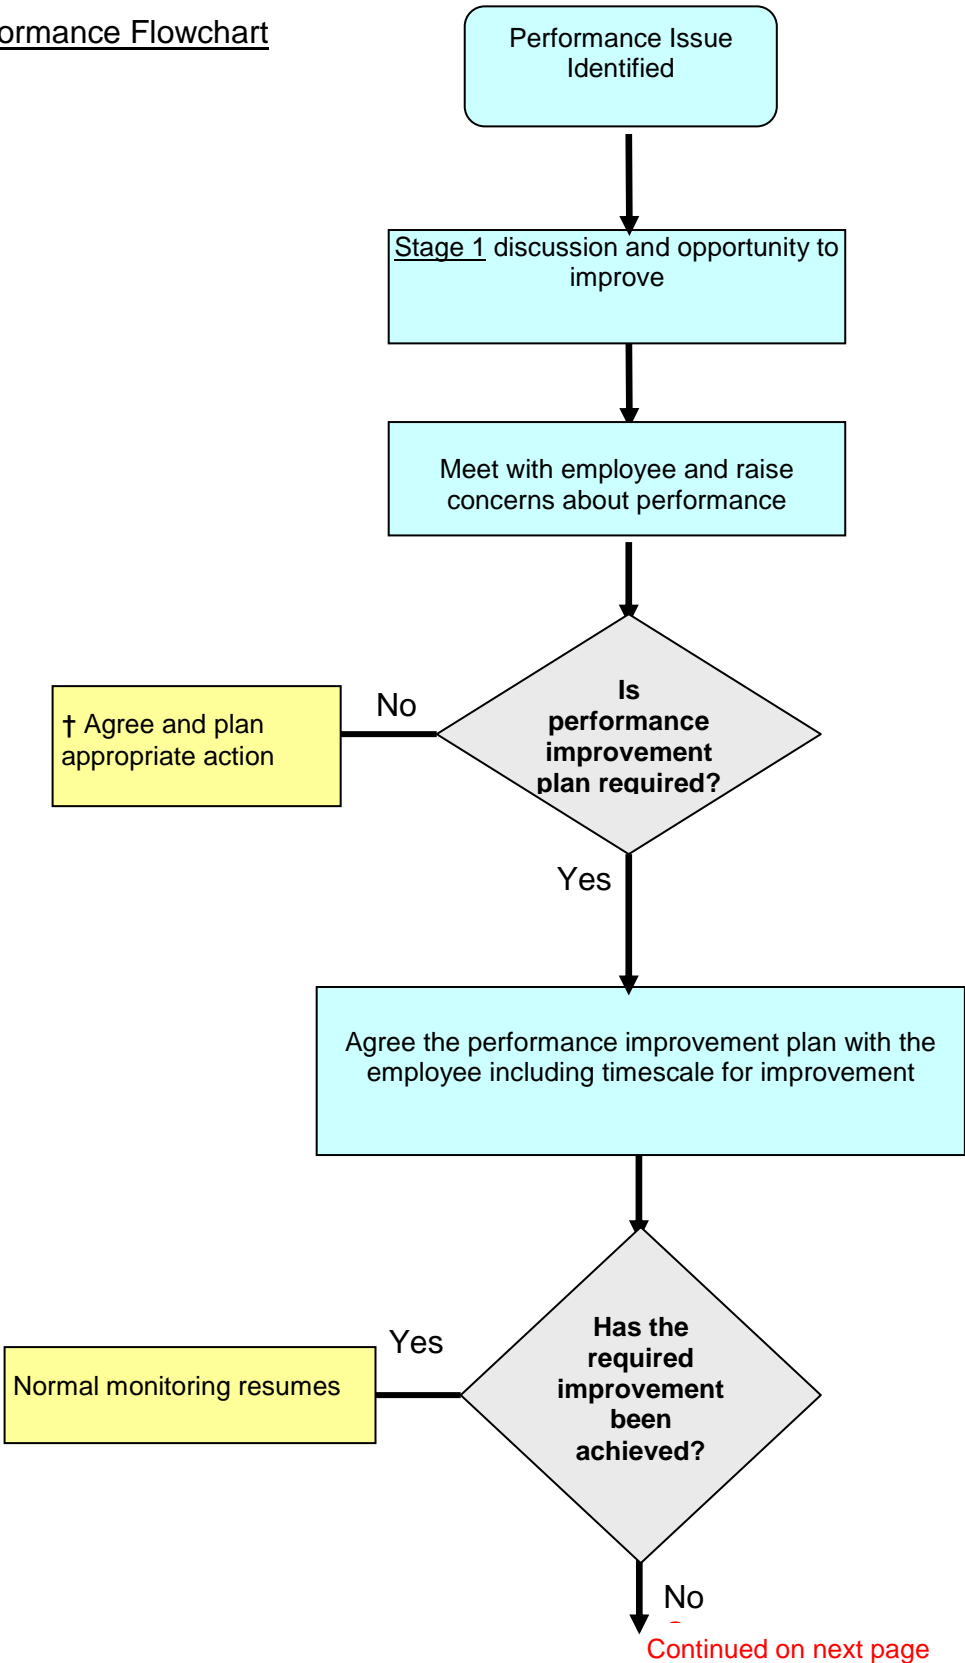 ormance Flowchart
Performance Issue
Identified
Stage 1 discussion and opportunity to
improve
Meet with employee and raise
concerns about performance
Is
performance
improvement
plan required?
No
† Agree and plan
appropriate action
Yes
Agree the performance improvement plan with the
employee including timescale for improvement
Has the
required
improvement
been
achieved?
Yes
Normal monitoring resumes
No
Continued on next page